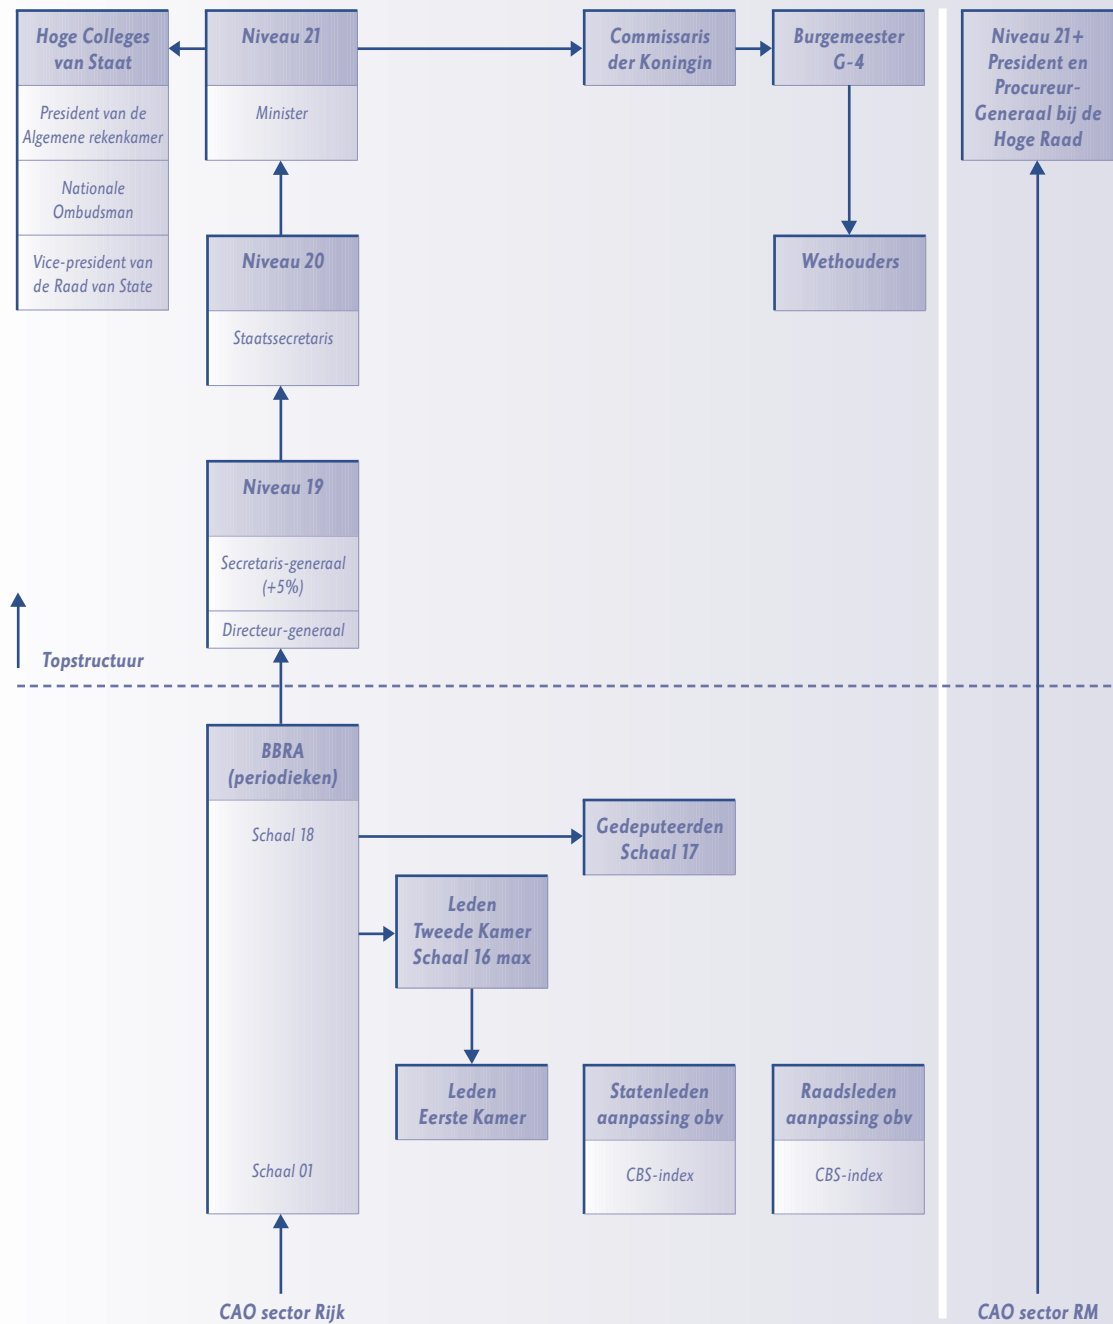 Hoge Colleges
van Staat
President van de
Algemene rekenkamer
Nationale
Ombudsman
Vice-president van
de Raad van State
Niveau 21
Minister
Commissaris
der Koningin
Burgemeester
G-4
Niveau 21+
President en
Procureur-
Generaal bij de
Hoge Raad
Niveau 20
Staatssecretaris
Wethouders
Niveau 19
Secretaris-generaal
(+5%)
Directeur-generaal
Topstructuur
BBRA
(periodieken)
Schaal 18
Schaal 01
Gedeputeerden
Schaal 17
Leden
Tweede Kamer
Schaal 16 max
Leden
Eerste Kamer
Statenleden
aanpassing obv
CBS-index
Raadsleden
aanpassing obv
CBS-index
CAO sector Rijk
CAO sector RM